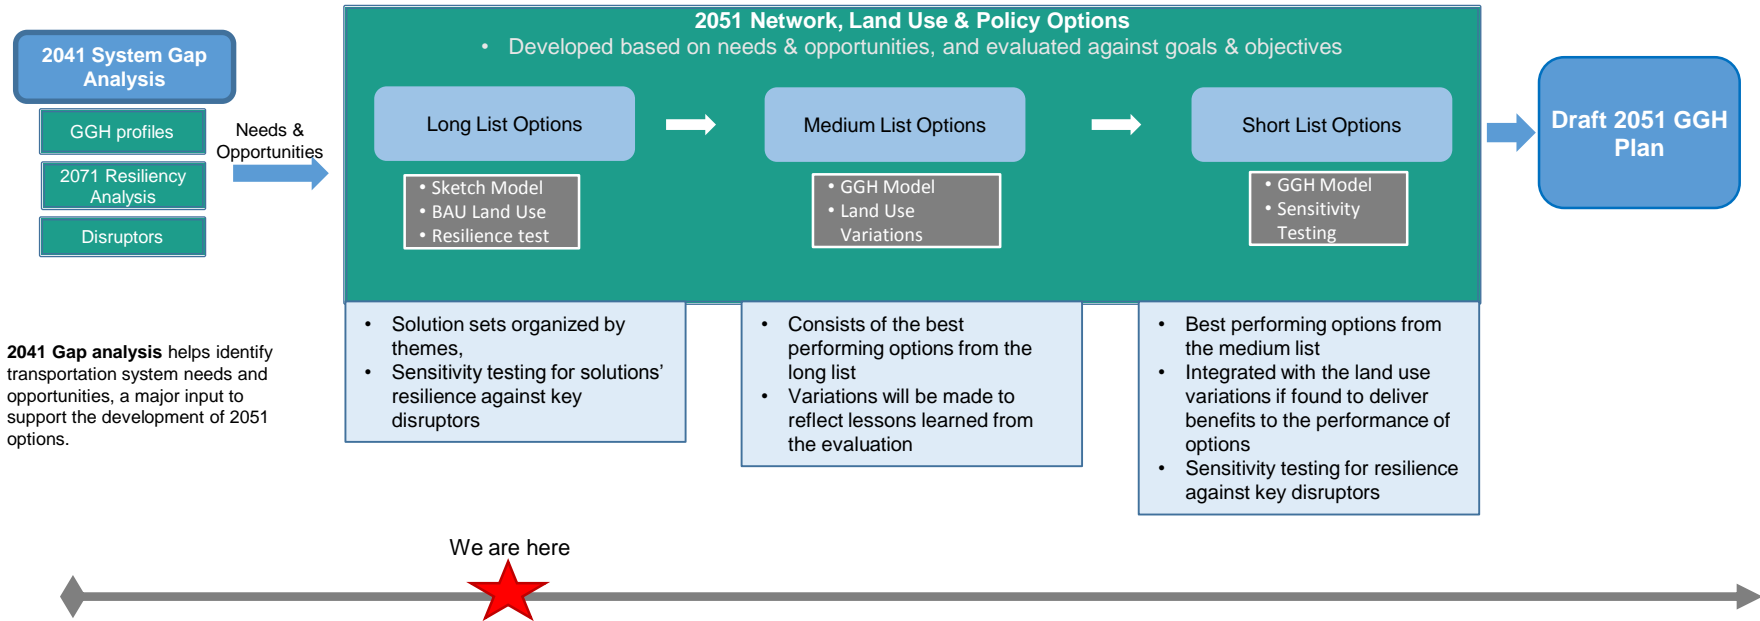 2041 System Gap
Analysis
GGH profiles
2071 Resiliency
Analysis
Disruptors
Needs &
Opportunities
2051 Network, Land Use & Policy Options
• Developed based on needs & opportunities, and evaluated against goals & objectives
Long List Options
• Sketch Model
• BAU Land Use
• Resilience test
Medium List Options
• GGH Model
• Land Use
Variations
Short List Options
• GGH Model
• Sensitivity
Testing
Draft 2051 GGH
Plan
2041 Gap analysis helps identify
transportation system needs and
opportunities, a major input to
support the development of 2051
options.
• Solution sets organized by
themes,
• Sensitivity testing for solutions’
resilience against key
disruptors
• Consists of the best
performing options from the
long list
• Variations will be made to
reflect lessons learned from
the evaluation
• Best performing options from
the medium list
• Integrated with the land use
variations if found to deliver
benefits to the performance of
options
• Sensitivity testing for resilience
against key disruptors
We are here